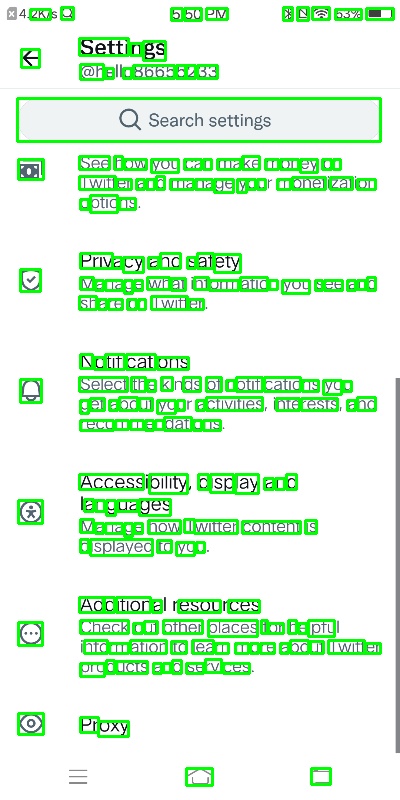 4.2K/s 5:50 PM 53%
Settings
Search settings
See how you can make money on
Twitter and manage your monetization
options.
Privacy and safety
Manage what information you see and
share on Twitter.
Notifications
Select the kinds of notifications you
get about your activities, interests, and
recommendations.
Accessibility, display and
languages
Manage how Twitter content is
displayed to you.
Additional resources
Check out other places for helpful
information to learn more about Twitter
products and services.
Proxy